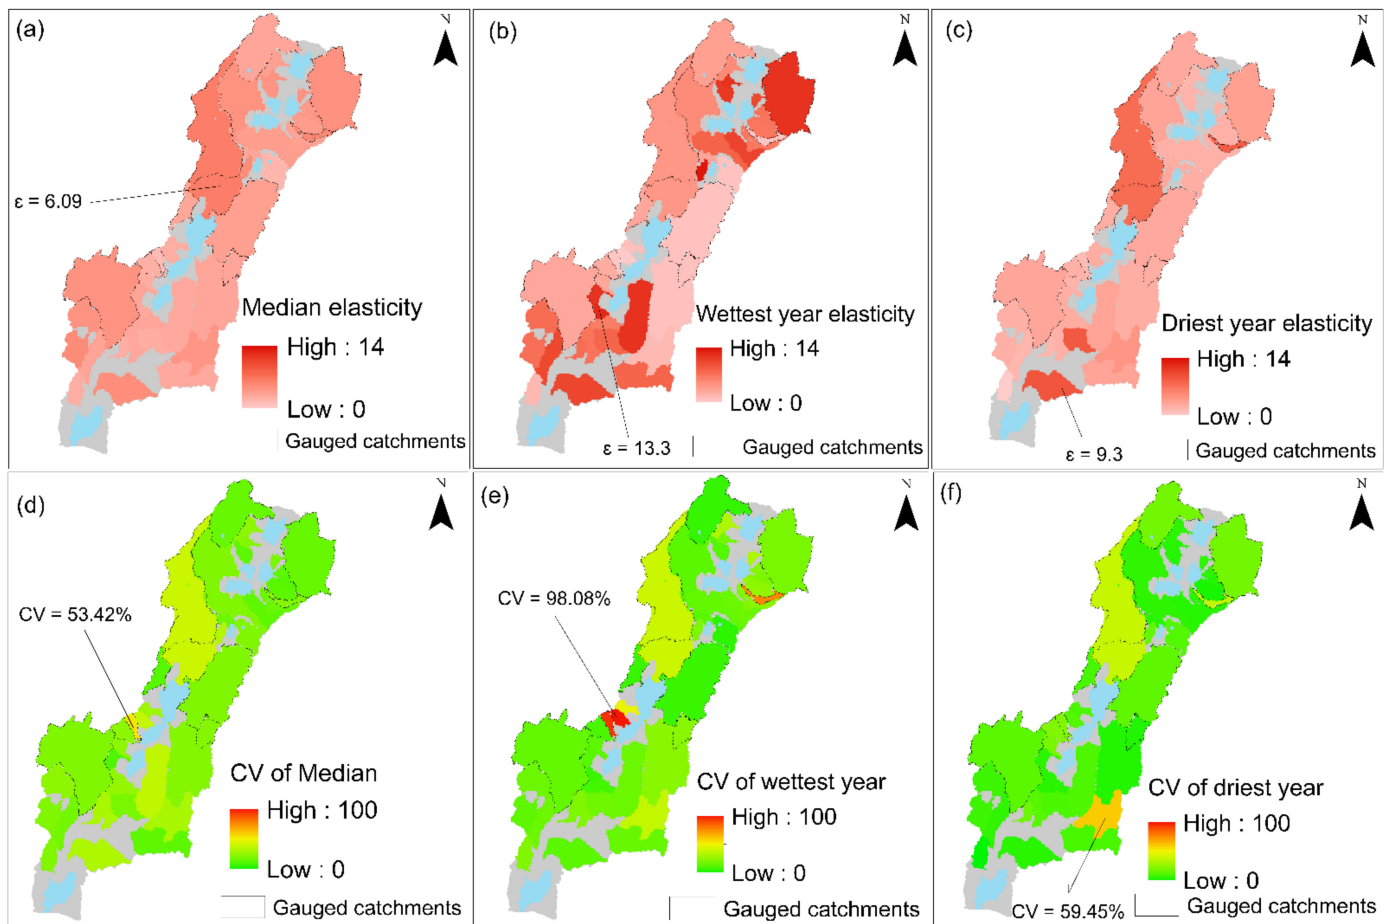 (a)
N
ε = 6.09
Median elasticity
High : 14
Low : 0
Gauged catchments
(b)
N
Wettest year elasticity
High : 14
Low : 0
ε = 13.3
Gauged catchments
(c)
N
Driest year elasticity
High : 14
Low : 0
ε = 9.3
Gauged catchments
(d)
N
CV = 53.42%
CV of Median
High : 100
Low : 0
Gauged catchments
(e)
N
CV = 98.08%
CV of wettest year
High : 100
Low : 0
Gauged catchments
(f)
N
CV of driest year
High : 100
Low : 0
CV = 59.45%
Gauged catchments